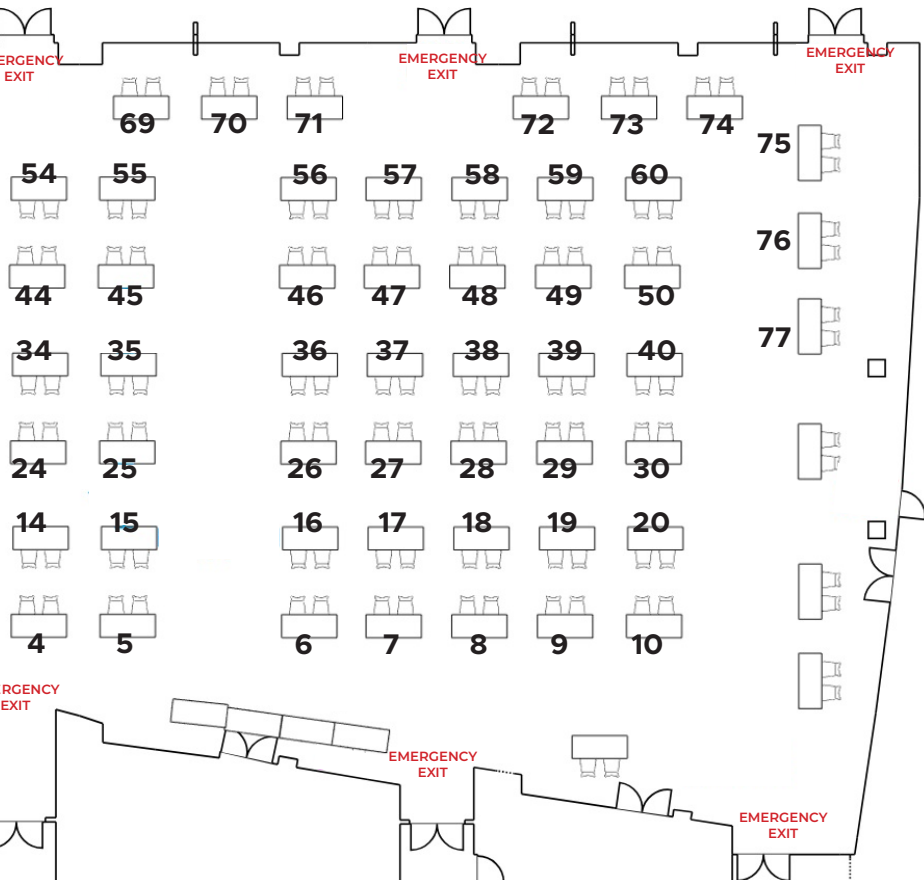 ERGENCY
EXIT
EMERGENCY
EXIT
EMERGENCY
EXIT
69 70 71 72 73 74
75
54 55 56 57 58 59 60
76
44 45 46 47 48 49 50
77
34 35 36 37 38 39 40
24 25 26 27 28 29 30
14 15 16 17 18 19 20
4 5 6 7 8 9 10
RGENCY
EXIT
EMERGENCY
EXIT
EMERGENCY
EXIT